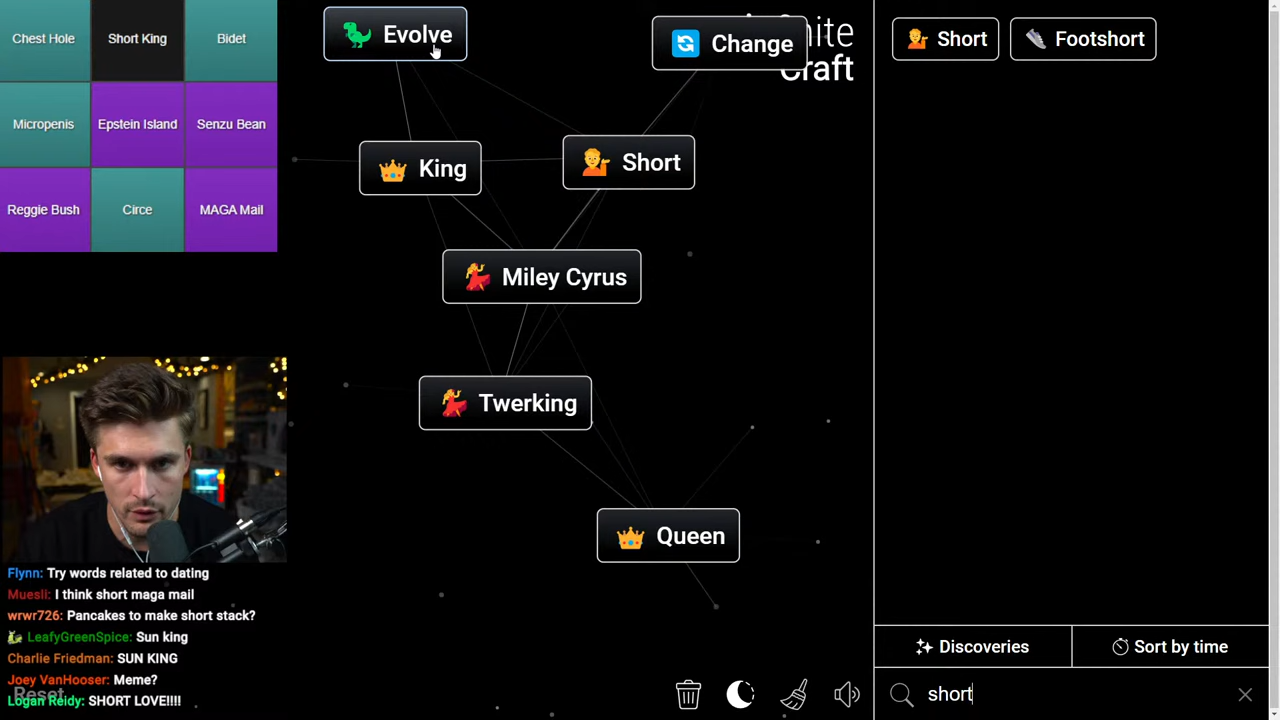 Chest Hole
Short King
Bidet
Micropenis
Epstein Island
Senzu Bean
Reggie Bush
Circe
MAGA Mail
Evolve
Change
nite
Craft
King
Short
Miley Cyrus
Twerking
Queen
Short
Footshort
Flynn: Try words related to dating
Muesli: I think short maga mail
wrwr726: Pancakes to make short stack?
LeafyGreenSpice: Sun king
Charlie Friedman: SUN KING
Joey VanHooser: Meme?
Reset
Logan Reidy: SHORT LOVE!!!!
Discoveries
Sort by time
short